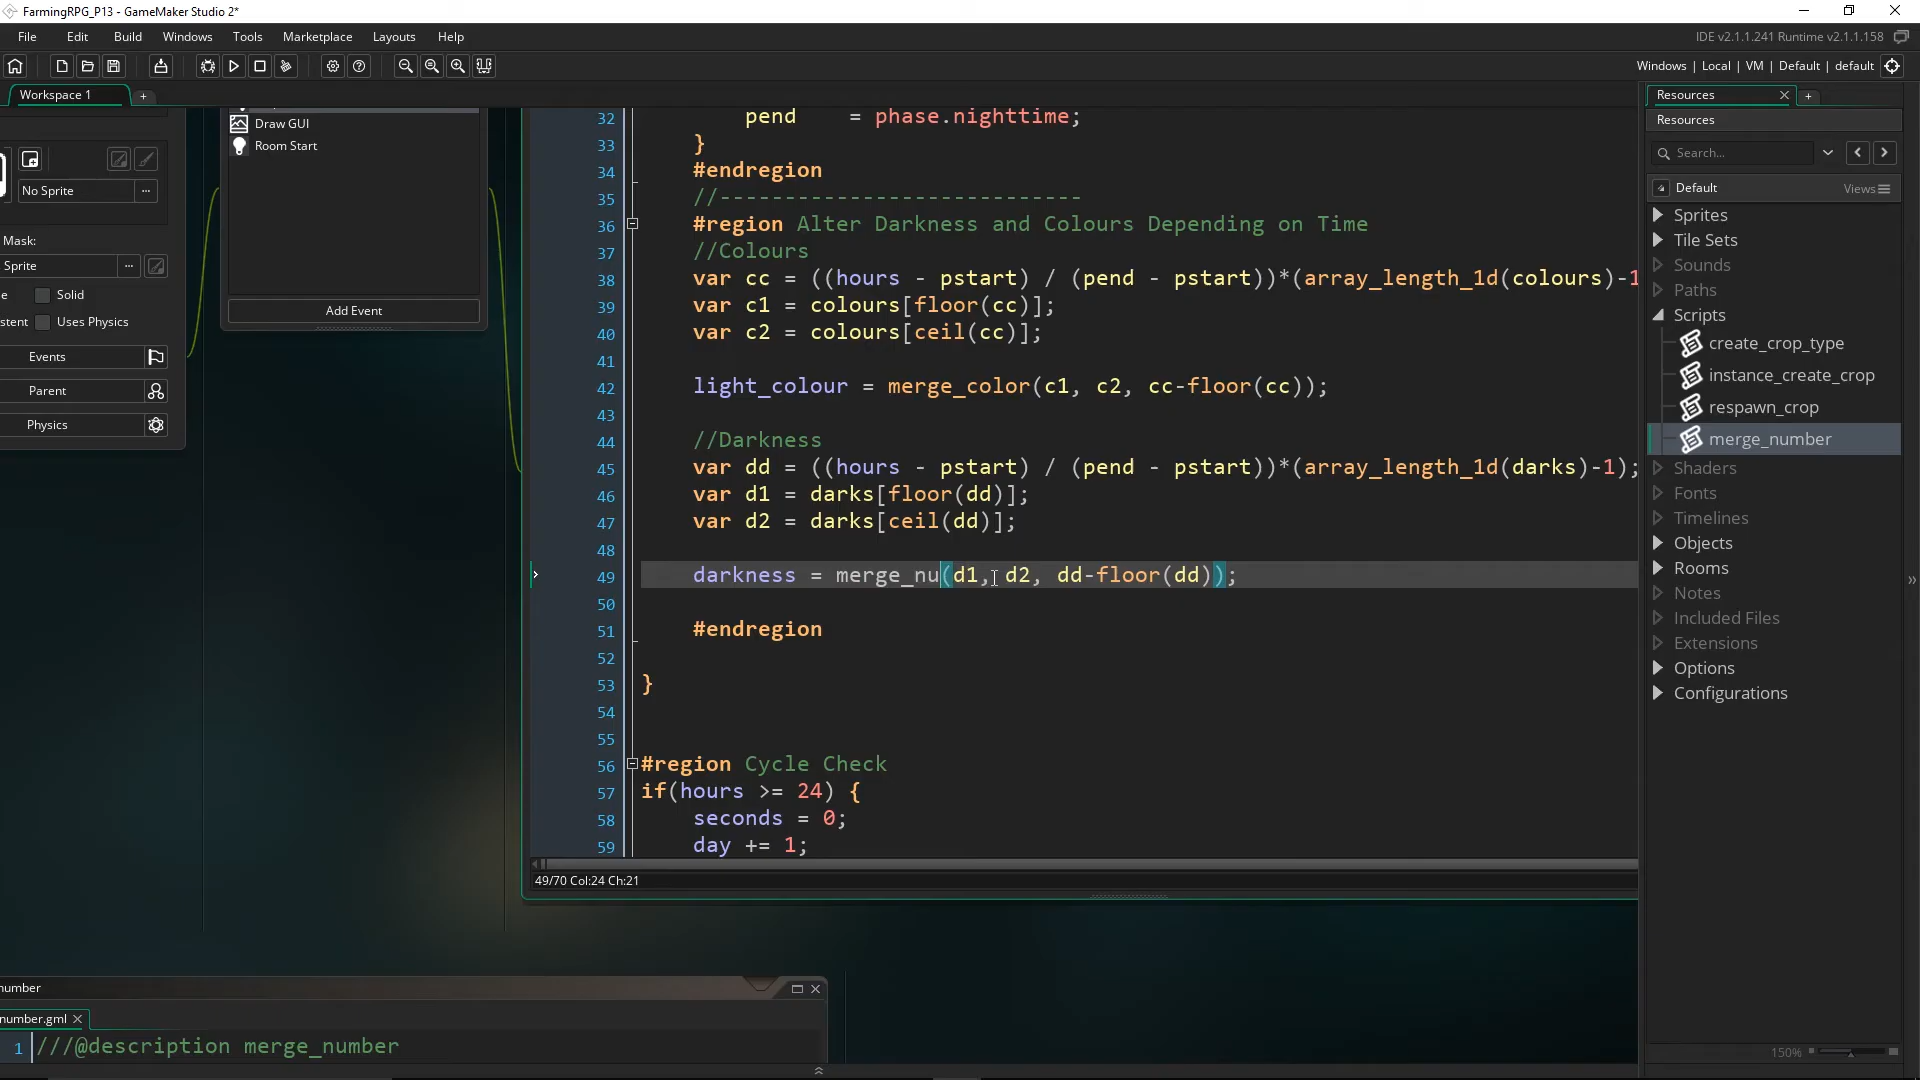 FarmingRPG_P13 - GameMaker Studio 2*
File Edit Build Windows Tools Marketplace Layouts Help
IDE v2.1.1.241 Runtime v2.1.1.158
Windows | Local | VM | Default | default
Workspace 1
Draw GUI
Room Start
No Sprite
Mask:
Sprite
e Solid
stent Uses Physics
Events
Parent
Physics
Add Event
32 pend = phase.nighttime;
33 }
34 #endregion
35 //----------------------------
36 #region Alter Darkness and Colours Depending on Time
37 //Colours
38 var cc = ((hours - pstart) / (pend - pstart))*(array_length_1d(colours)-1
39 var c1 = colours[floor(cc)];
40 var c2 = colours[ceil(cc)];
41
42 light_colour = merge_color(c1, c2, cc-floor(cc));
43
44 //Darkness
45 var dd = ((hours - pstart) / (pend - pstart))*(array_length_1d(darks)-1);
46 var d1 = darks[floor(dd)];
47 var d2 = darks[ceil(dd)];
48
49 darkness = merge_nu(d1, d2, dd-floor(dd));
50
51 #endregion
52
53 }
54
55
56 #region Cycle Check
57 if(hours >= 24) {
58 seconds = 0;
59 day += 1;
49/70 Col:24 Ch:21
number
number.gml
1 ///@description merge_number
Resources
Resources
Search...
Default Views
Sprites
Tile Sets
Sounds
Paths
Scripts
create_crop_type
instance_create_crop
respawn_crop
merge_number
Shaders
Fonts
Timelines
Objects
Rooms
Notes
Included Files
Extensions
Options
Configurations
150%